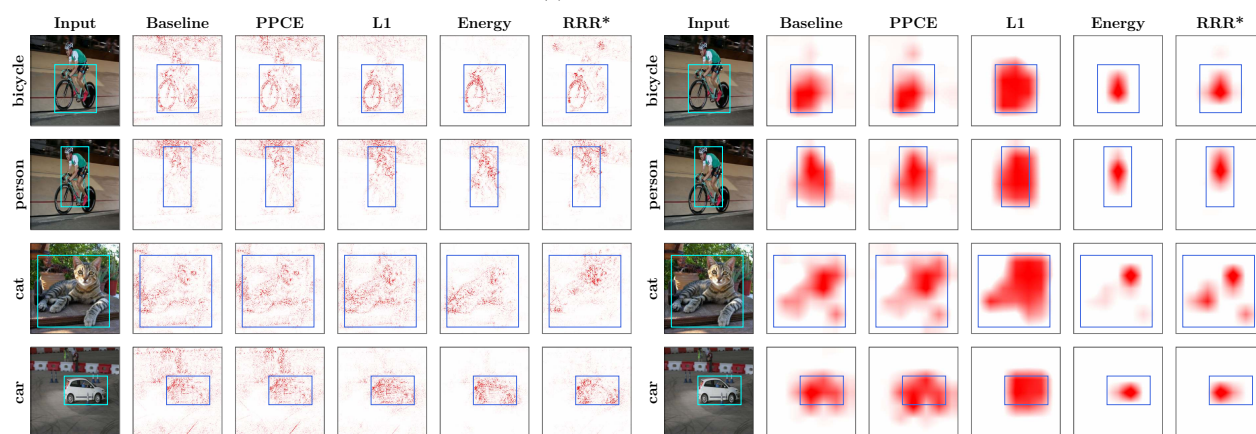 Input Baseline PPCE L1 Energy RRR* Input Baseline PPCE L1 Energy RRR*
bicycle bicycle
person person
cat cat
car car